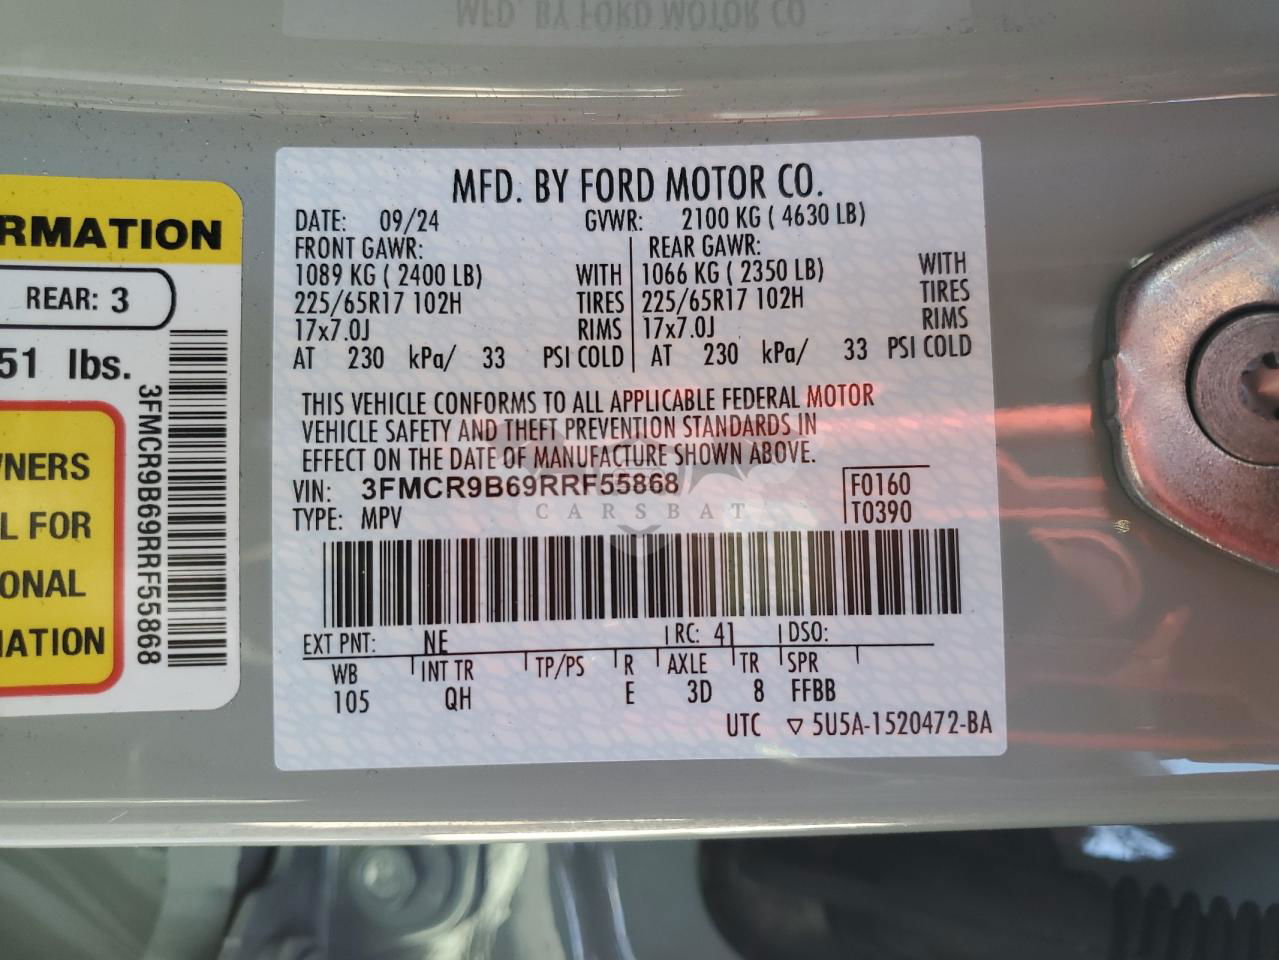 MFD. BY FORD MOTOR CO
MFD. BY FORD MOTOR CO.
DATE: 09/24 GVWR: 2100 KG ( 4630 LB)
FRONT GAWR: REAR GAWR:
1089 KG ( 2400 LB) WITH 1066 KG ( 2350 LB) WITH
225/65R17 102H TIRES 225/65R17 102H TIRES
17x7.0J RIMS 17x7.0J RIMS
AT 230 kPa/ 33 PSI COLD AT 230 kPa/ 33 PSI COLD
THIS VEHICLE CONFORMS TO ALL APPLICABLE FEDERAL MOTOR
VEHICLE SAFETY AND THEFT PREVENTION STANDARDS IN
EFFECT ON THE DATE OF MANUFACTURE SHOWN ABOVE.
VIN: 3FMCR9B69RRF55868 F0160
TYPE: MPV T0390
CARSBAT
EXT PNT: NE RC: 41 DSO:
WB INT TR TP/PS R AXLE TR SPR
105 QH E 3D 8 FFBB
UTC ▽ 5U5A-1520472-BA
RMATION
REAR: 3
51 lbs.
3FMCR9B69RRF55868
WNERS
L FOR
ONAL
MATION